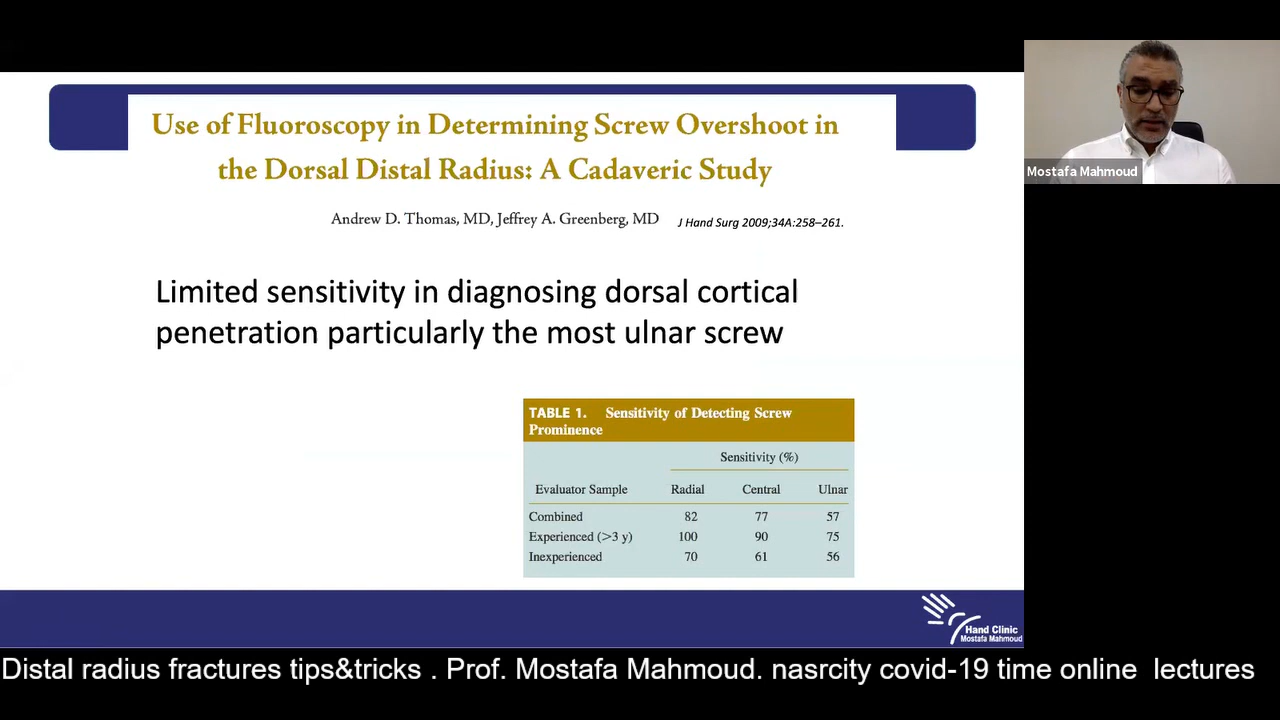 Use of Fluoroscopy in Determining Screw Overshoot in
the Dorsal Distal Radius: A Cadaveric Study
Andrew D. Thomas, MD, Jeffrey A. Greenberg, MD
J Hand Surg 2009;34A:258–261.
Limited sensitivity in diagnosing dorsal cortical
penetration particularly the most ulnar screw
TABLE 1. Sensitivity of Detecting Screw
Prominence
Sensitivity (%)
Evaluator Sample Radial Central Ulnar
Combined 82 77 57
Experienced (>3 y) 100 90 75
Inexperienced 70 61 56
Hand Clinic
Mostafa Mahmoud
Mostafa Mahmoud
Distal radius fractures tips&tricks . Prof. Mostafa Mahmoud. nasrcity covid-19 time online lectures